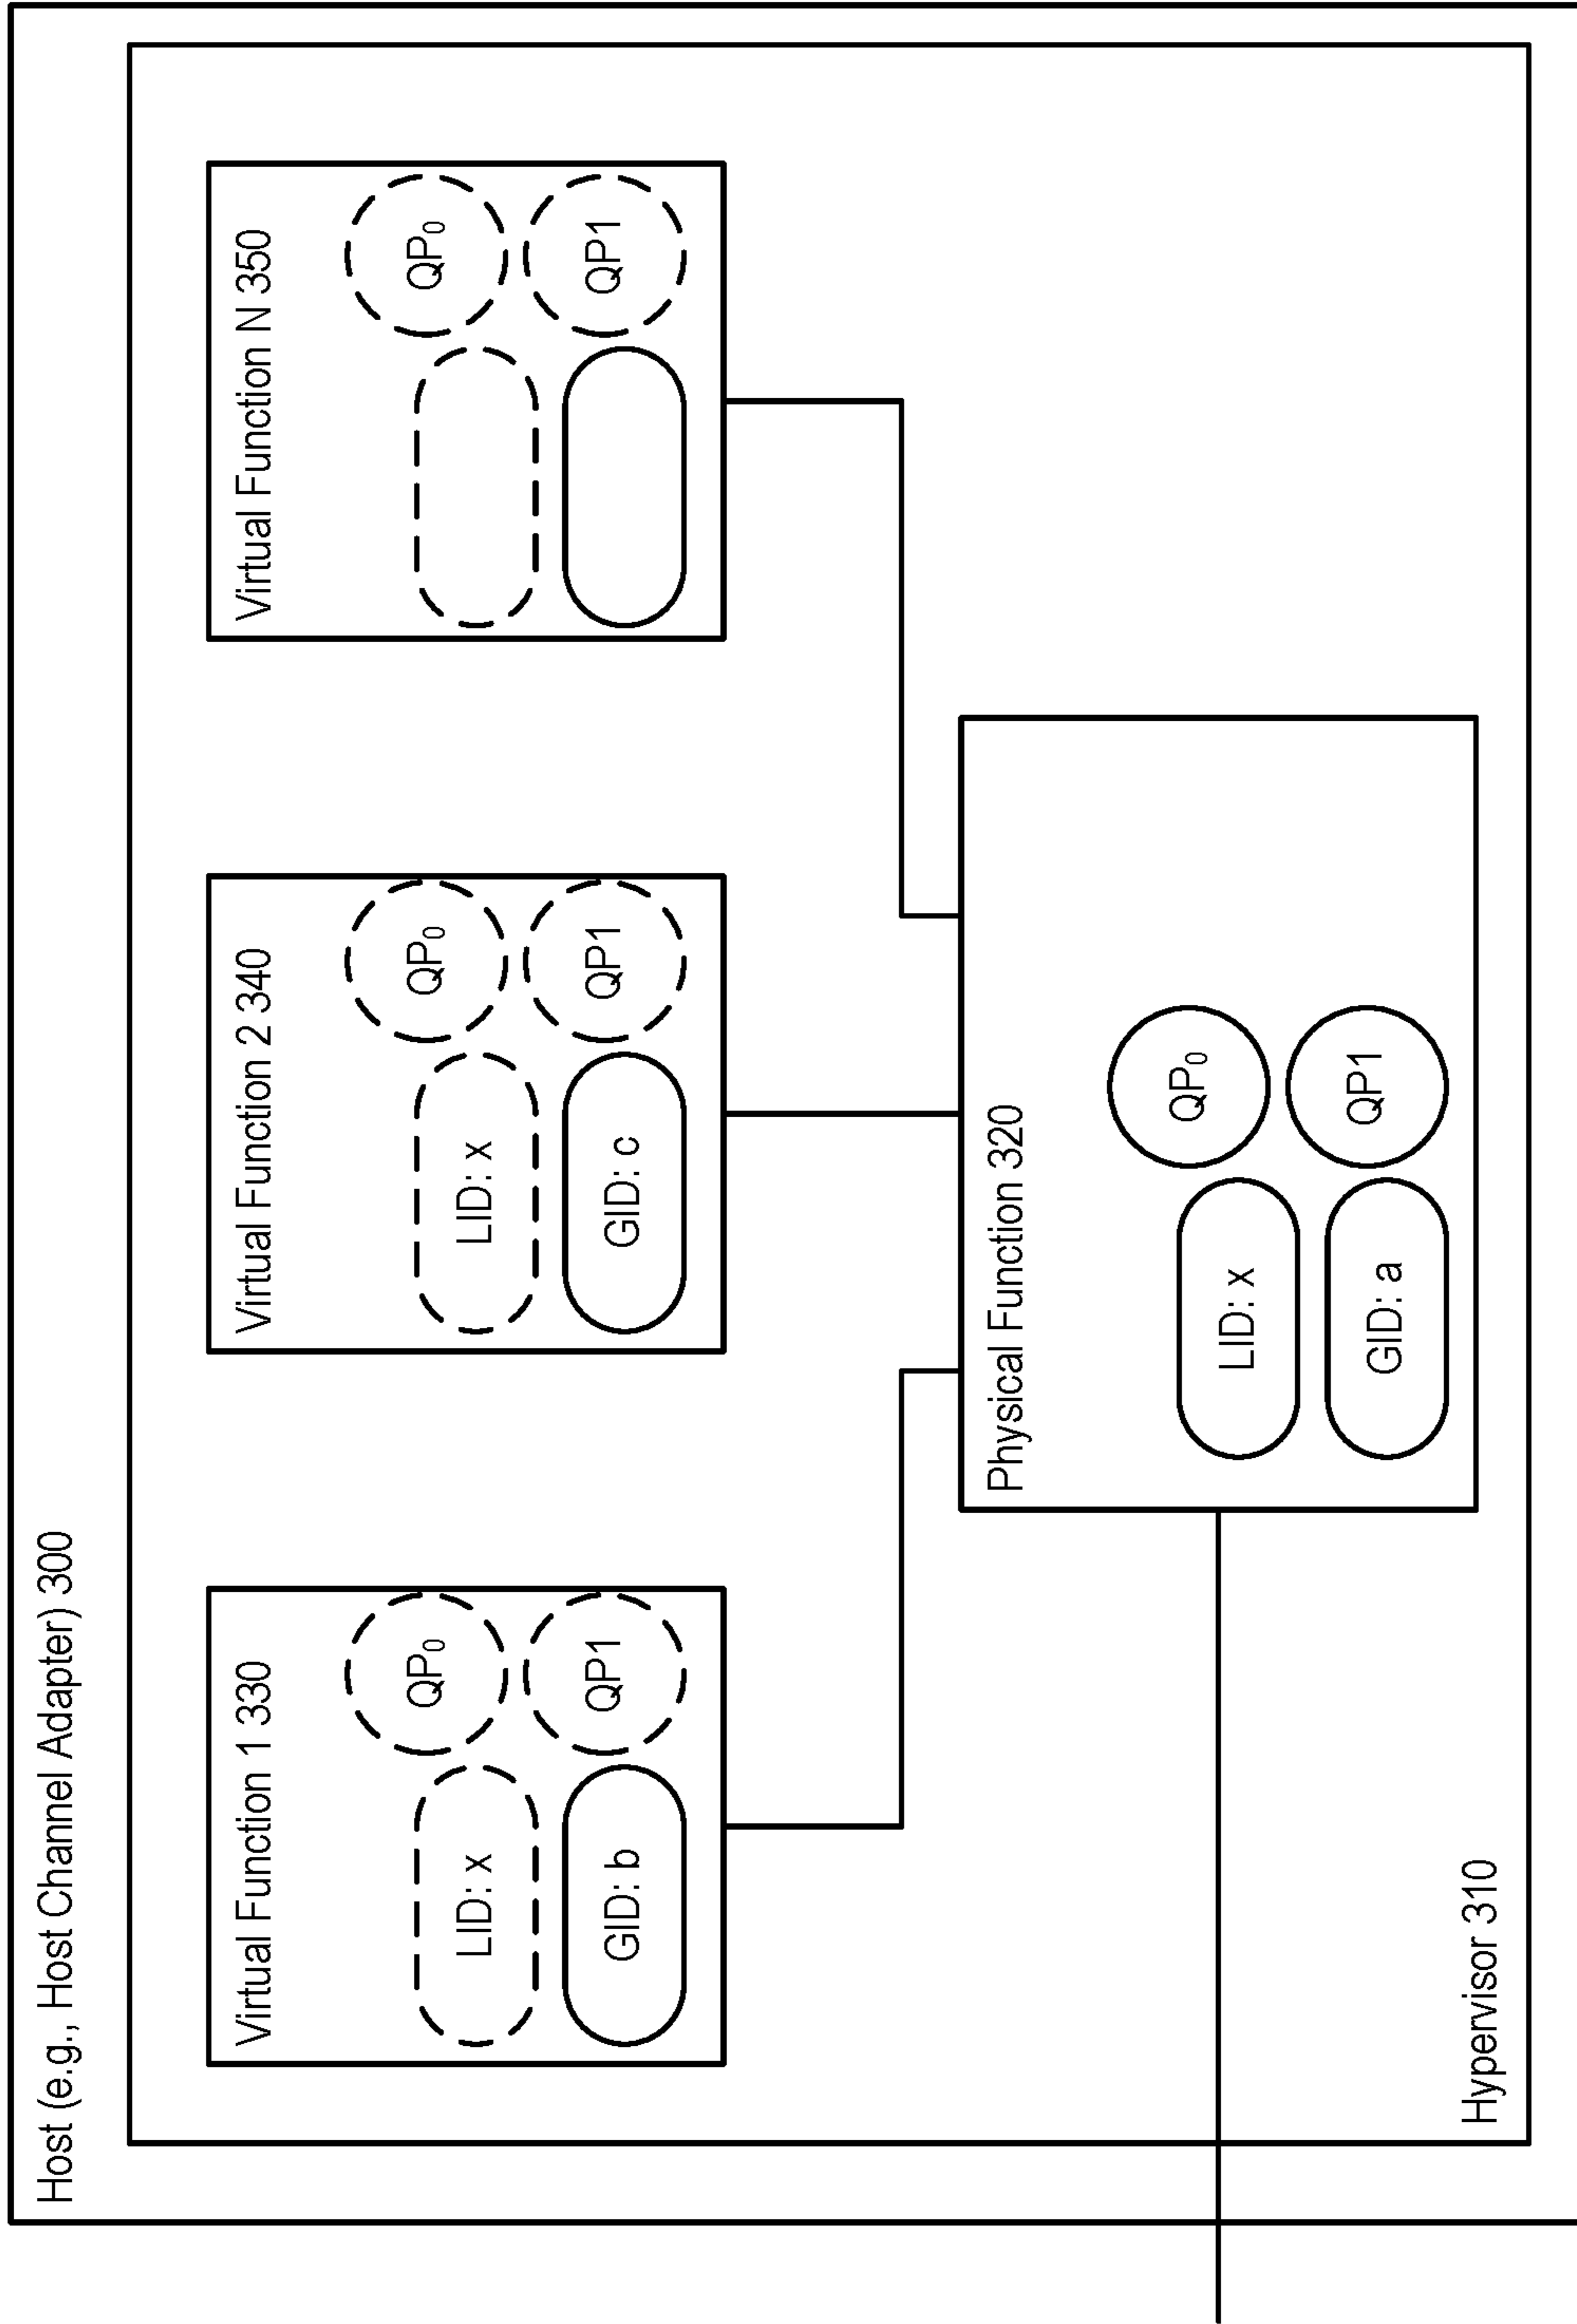 Host (e.g., Host Channel Adapter) 300
Virtual Function 1 330
LID: x
QP0
GID: b
QP1
Virtual Function 2 340
LID: x
QP0
GID: c
QP1
Virtual Function N 350
QP0
QP1
Physical Function 320
LID: x
QP0
GID: a
QP1
Hypervisor 310